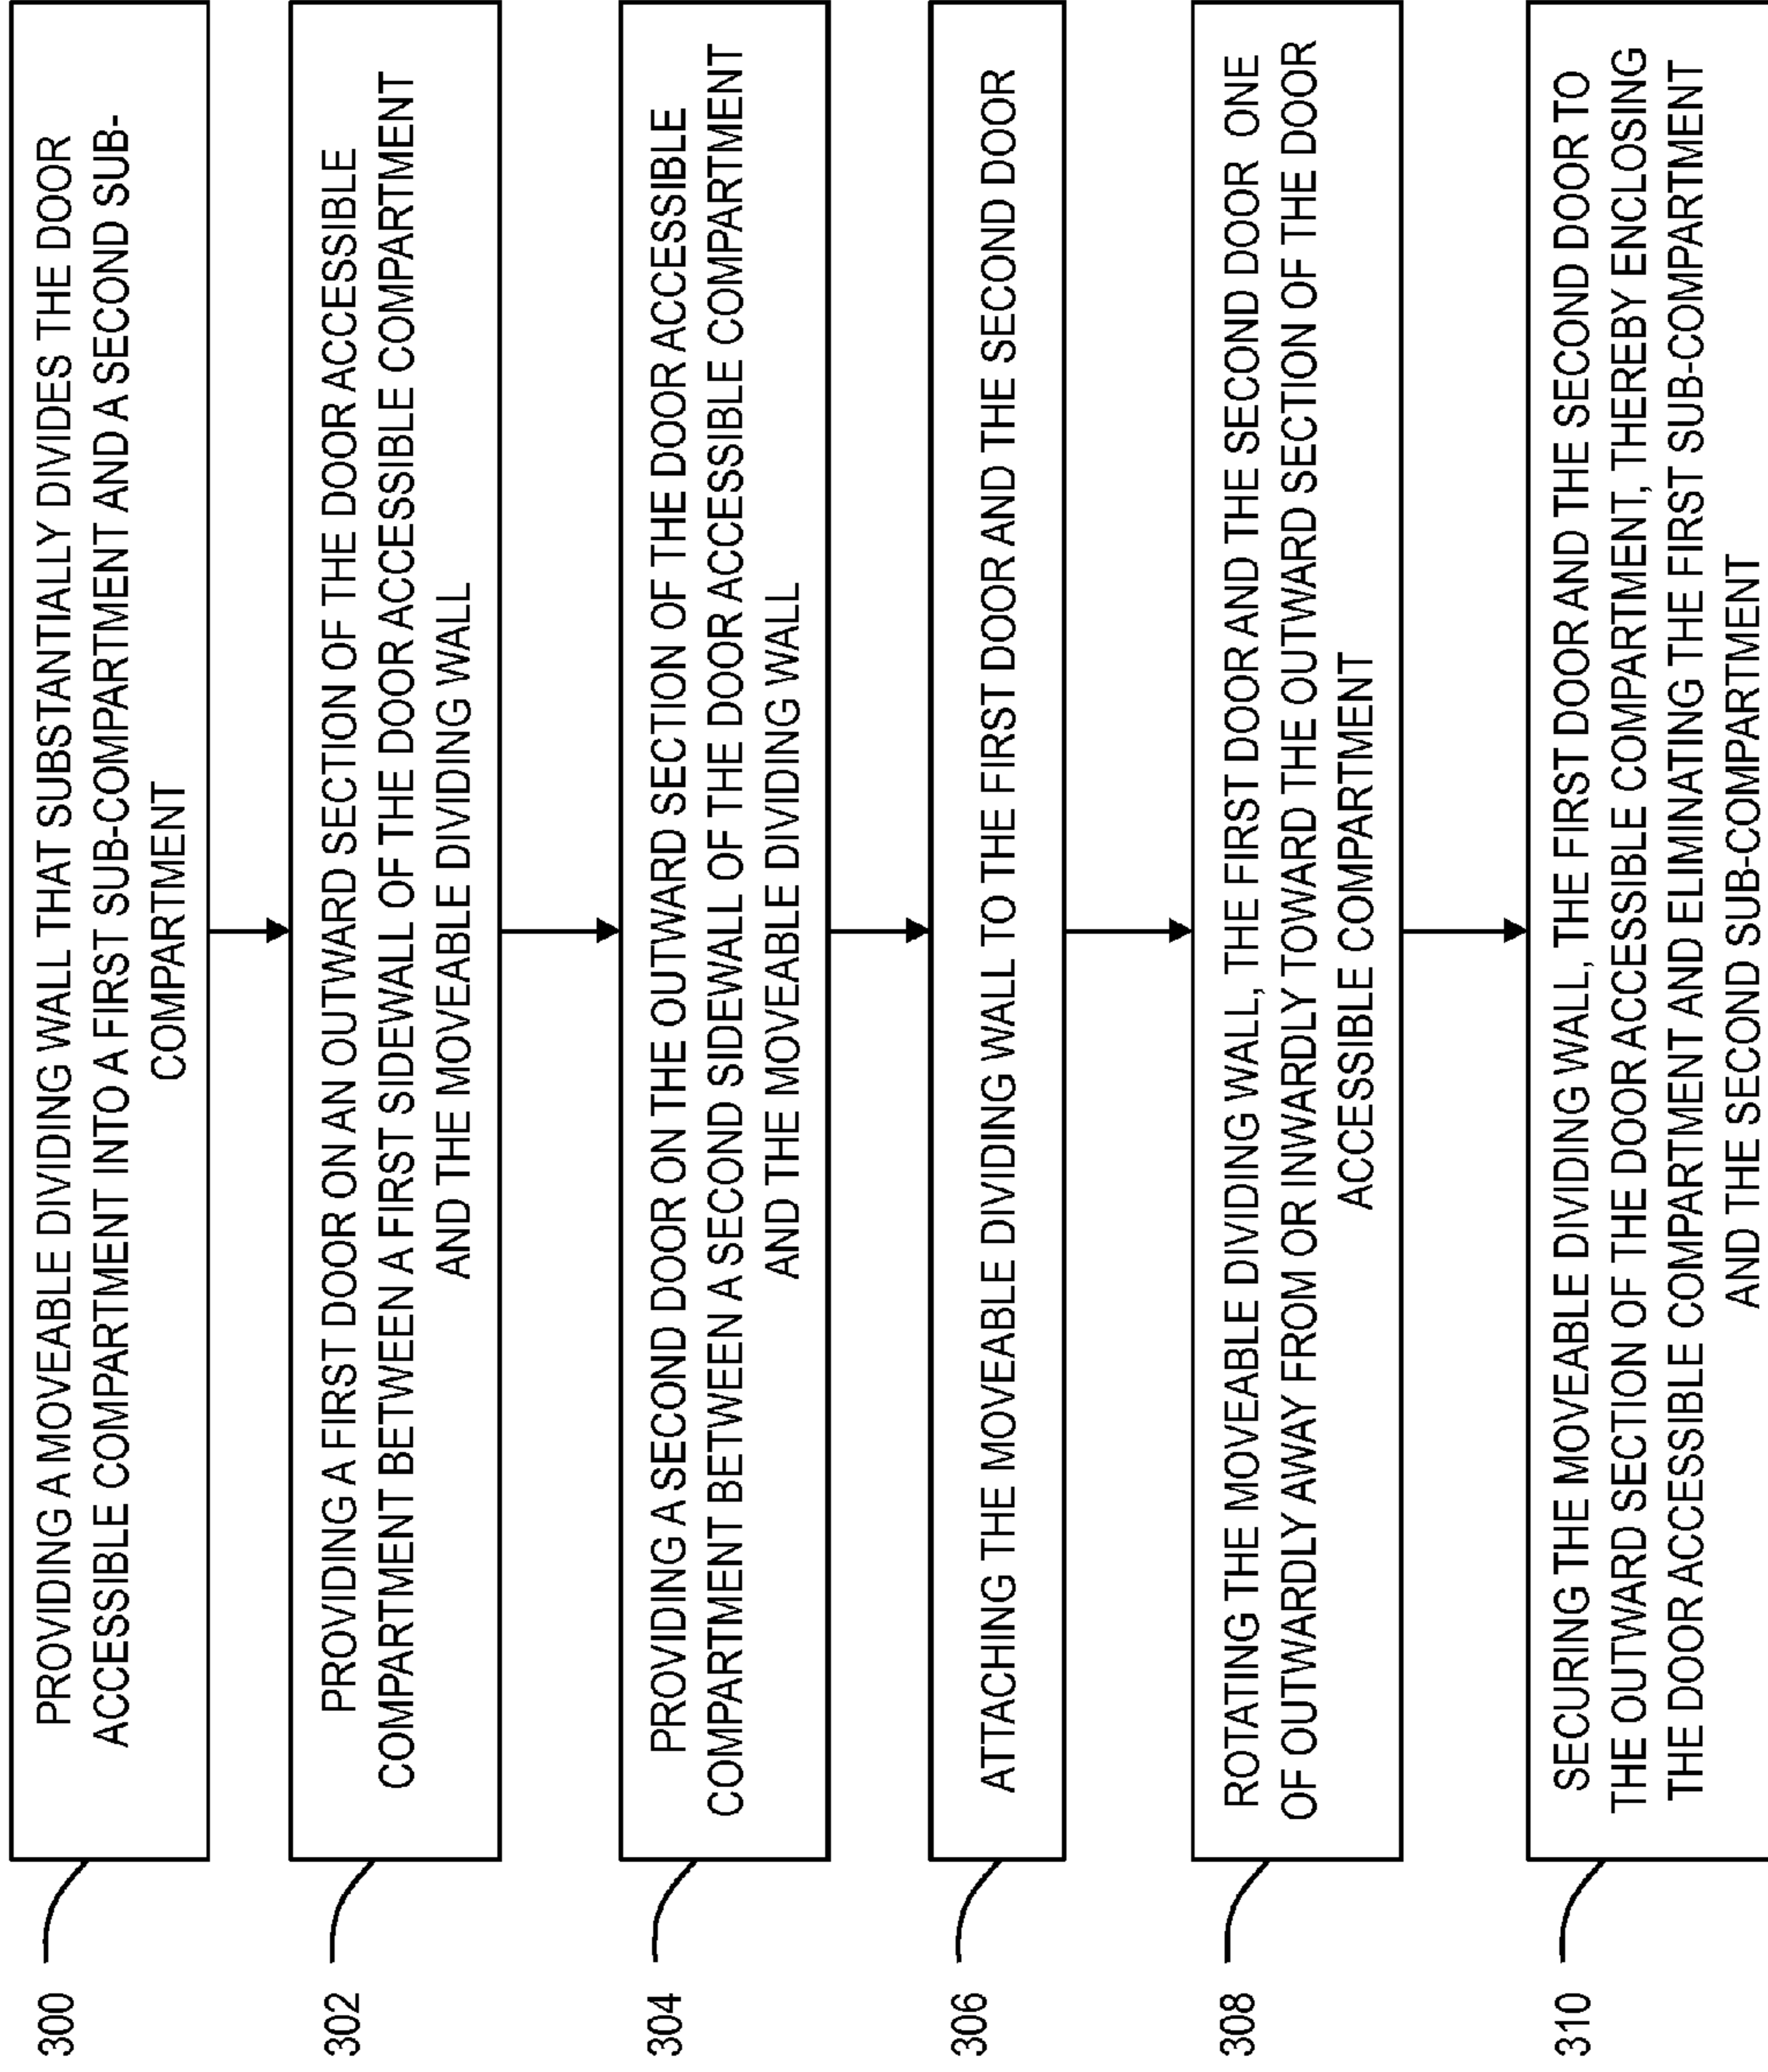 300
PROVIDING A MOVEABLE DIVIDING WALL THAT SUBSTANTIALLY DIVIDES THE DOOR
ACCESSIBLE COMPARTMENT INTO A FIRST SUB-COMPARTMENT AND A SECOND SUB-
COMPARTMENT
302
PROVIDING A FIRST DOOR ON AN OUTWARD SECTION OF THE DOOR ACCESSIBLE
COMPARTMENT BETWEEN A FIRST SIDEWALL OF THE DOOR ACCESSIBLE COMPARTMENT
AND THE MOVEABLE DIVIDING WALL
304
PROVIDING A SECOND DOOR ON THE OUTWARD SECTION OF THE DOOR ACCESSIBLE
COMPARTMENT BETWEEN A SECOND SIDEWALL OF THE DOOR ACCESSIBLE COMPARTMENT
AND THE MOVEABLE DIVIDING WALL
306
ATTACHING THE MOVEABLE DIVIDING WALL TO THE FIRST DOOR AND THE SECOND DOOR
308
ROTATING THE MOVEABLE DIVIDING WALL, THE FIRST DOOR AND THE SECOND DOOR ONE
OF OUTWARDLY AWAY FROM OR INWARDLY TOWARD THE OUTWARD SECTION OF THE DOOR
ACCESSIBLE COMPARTMENT
310
SECURING THE MOVEABLE DIVIDING WALL, THE FIRST DOOR AND THE SECOND DOOR TO
THE OUTWARD SECTION OF THE DOOR ACCESSIBLE COMPARTMENT, THEREBY ENCLOSING
THE DOOR ACCESSIBLE COMPARTMENT AND ELIMINATING THE FIRST SUB-COMPARTMENT
AND THE SECOND SUB-COMPARTMENT